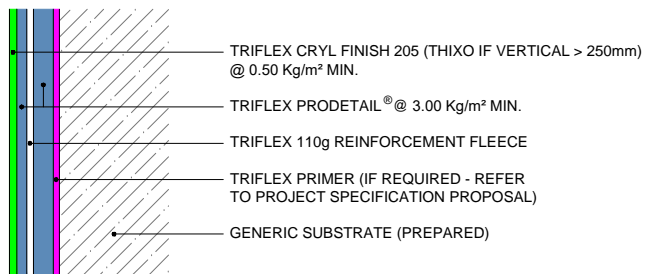 TRIFLEX CRYL FINISH 205 (THIXO IF VERTICAL > 250mm)
@ 0.50 Kg/m² MIN.
TRIFLEX PRODETAIL® @ 3.00 Kg/m² MIN.
TRIFLEX 110g REINFORCEMENT FLEECE
TRIFLEX PRIMER (IF REQUIRED - REFER
TO PROJECT SPECIFICATION PROPOSAL)
GENERIC SUBSTRATE (PREPARED)